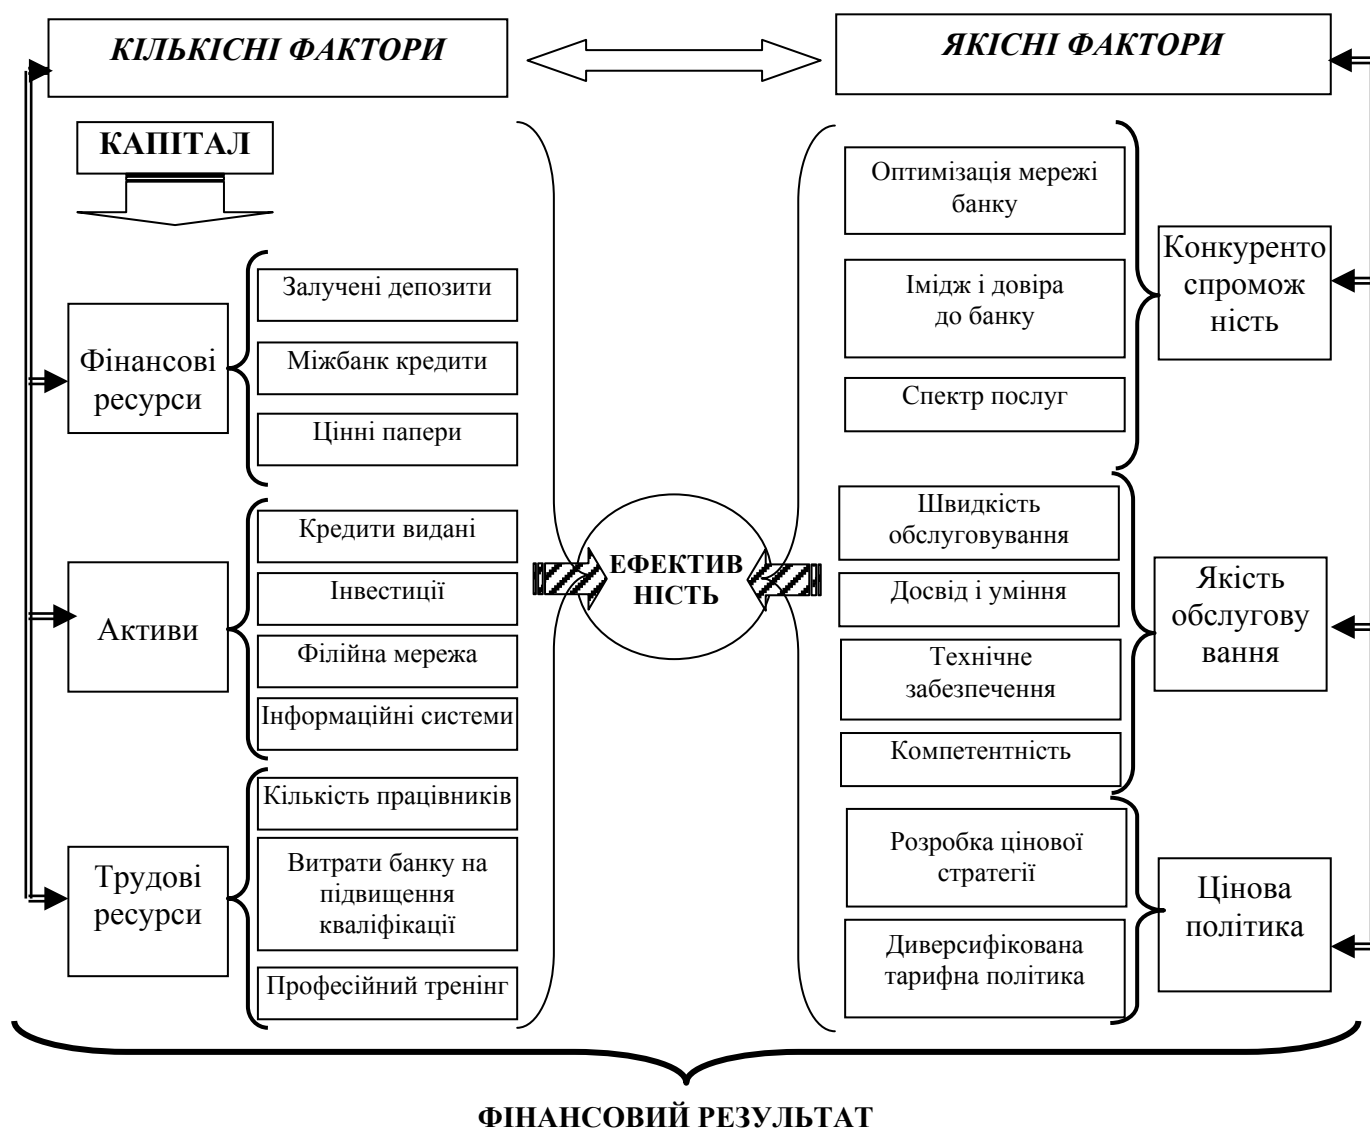 КІЛЬКІСНІ ФАКТОРИ
ЯКІСНІ ФАКТОРИ
КАПІТАЛ
Фінансові
ресурси
Залучені депозити
Міжбанк кредити
Цінні папери
Активи
Кредити видані
Інвестиції
Філійна мережа
Інформаційні системи
Трудові
ресурси
Кількість працівників
Витрати банку на
підвищення
кваліфікації
Професійний тренінг
ЕФЕКТИВ
НІСТЬ
Оптимізація мережі
банку
Імідж і довіра
до банку
Спектр послуг
Конкуренто
спромож
ність
Швидкість
обслуговування
Досвід і уміння
Технічне
забезпечення
Компетентність
Якість
обслугову
вання
Розробка цінової
стратегії
Диверсифікована
тарифна політика
Цінова
політика
ФІНАНСОВИЙ РЕЗУЛЬТАТ